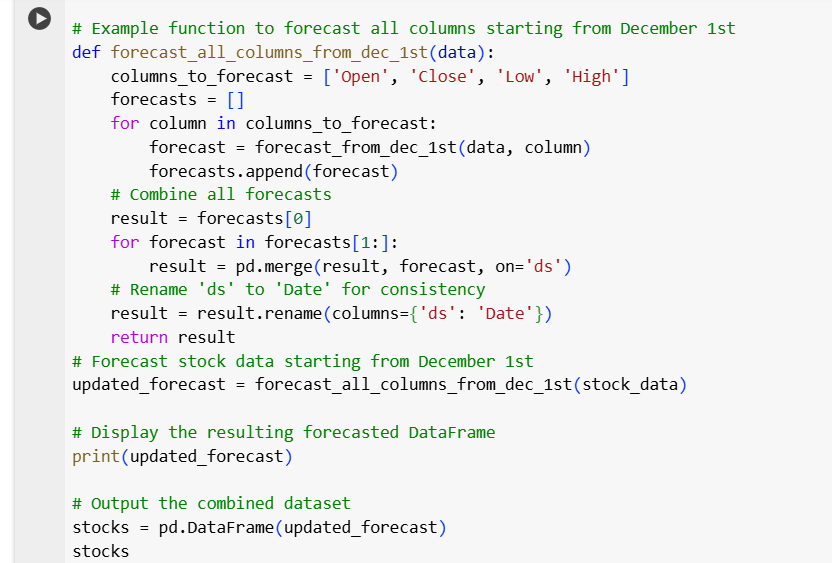 # Example function to forecast all columns starting from December 1st
def forecast_all_columns_from_dec_1st(data):
    columns_to_forecast = ['Open', 'Close', 'Low', 'High']
    forecasts = []
    for column in columns_to_forecast:
        forecast = forecast_from_dec_1st(data, column)
        forecasts.append(forecast)
    # Combine all forecasts
    result = forecasts[0]
    for forecast in forecasts[1:]:
        result = pd.merge(result, forecast, on='ds')
    # Rename 'ds' to 'Date' for consistency
    result = result.rename(columns={'ds': 'Date'})
    return result
# Forecast stock data starting from December 1st
updated_forecast = forecast_all_columns_from_dec_1st(stock_data)

# Display the resulting forecasted DataFrame
print(updated_forecast)

# Output the combined dataset
stocks = pd.DataFrame(updated_forecast)
stocks